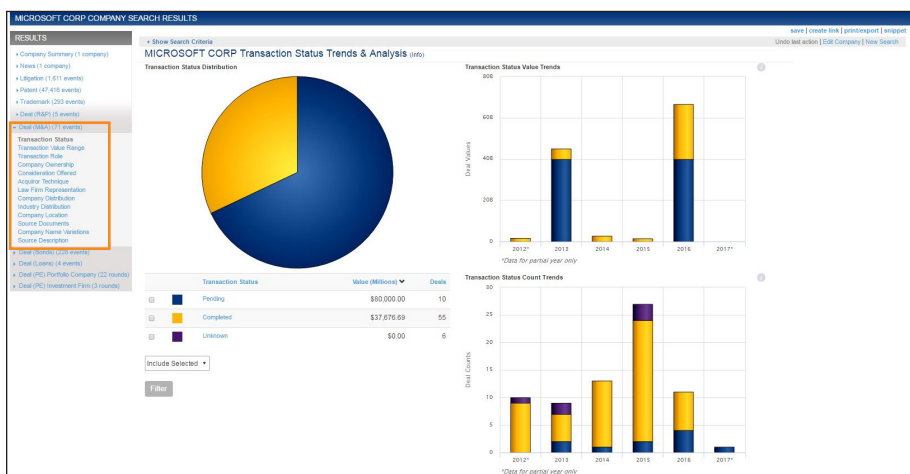 MICROSOFT CORP COMPANY SEARCH RESULTS
save | create link | print/export | snippet
Undo last action | Edit Company | New Search
RESULTS
Company Summary (1 company)
News (1 company)
Litigation (1,811 events)
Patent (47,416 events)
Trademark (293 events)
Deal (R&P) (5 events)
Deal (M&A) (71 events)
Transaction Status
Transaction Value Range
Transaction Role
Company Ownership
Consideration Offered
Acquiror Technique
Law Firm Representation
Company Distribution
Industry Distribution
Company Location
Source Documents
Company Name Variations
Source Description
Deal (Bonds) (228 events)
Deal (Loans) (4 events)
Deal (PE) Portfolio Company (22 rounds)
Deal (PE) Investment Firm (3 rounds)
+ Show Search Criteria
MICROSOFT CORP Transaction Status Trends & Analysis (Info)
Transaction Status Distribution
Transaction Status Value (Millions) Deals
Pending $80,000.00 10
Completed $37,676.69 55
Unknown $0.00 6
Include Selected
Filter
Transaction Status Value Trends
Deal Values
80B
60B
40B
20B
0
2012* 2013 2014 2015 2016 2017*
*Data for partial year only
Transaction Status Count Trends
Deal Counts
30
25
20
15
10
5
0
2012* 2013 2014 2015 2016 2017*
*Data for partial year only